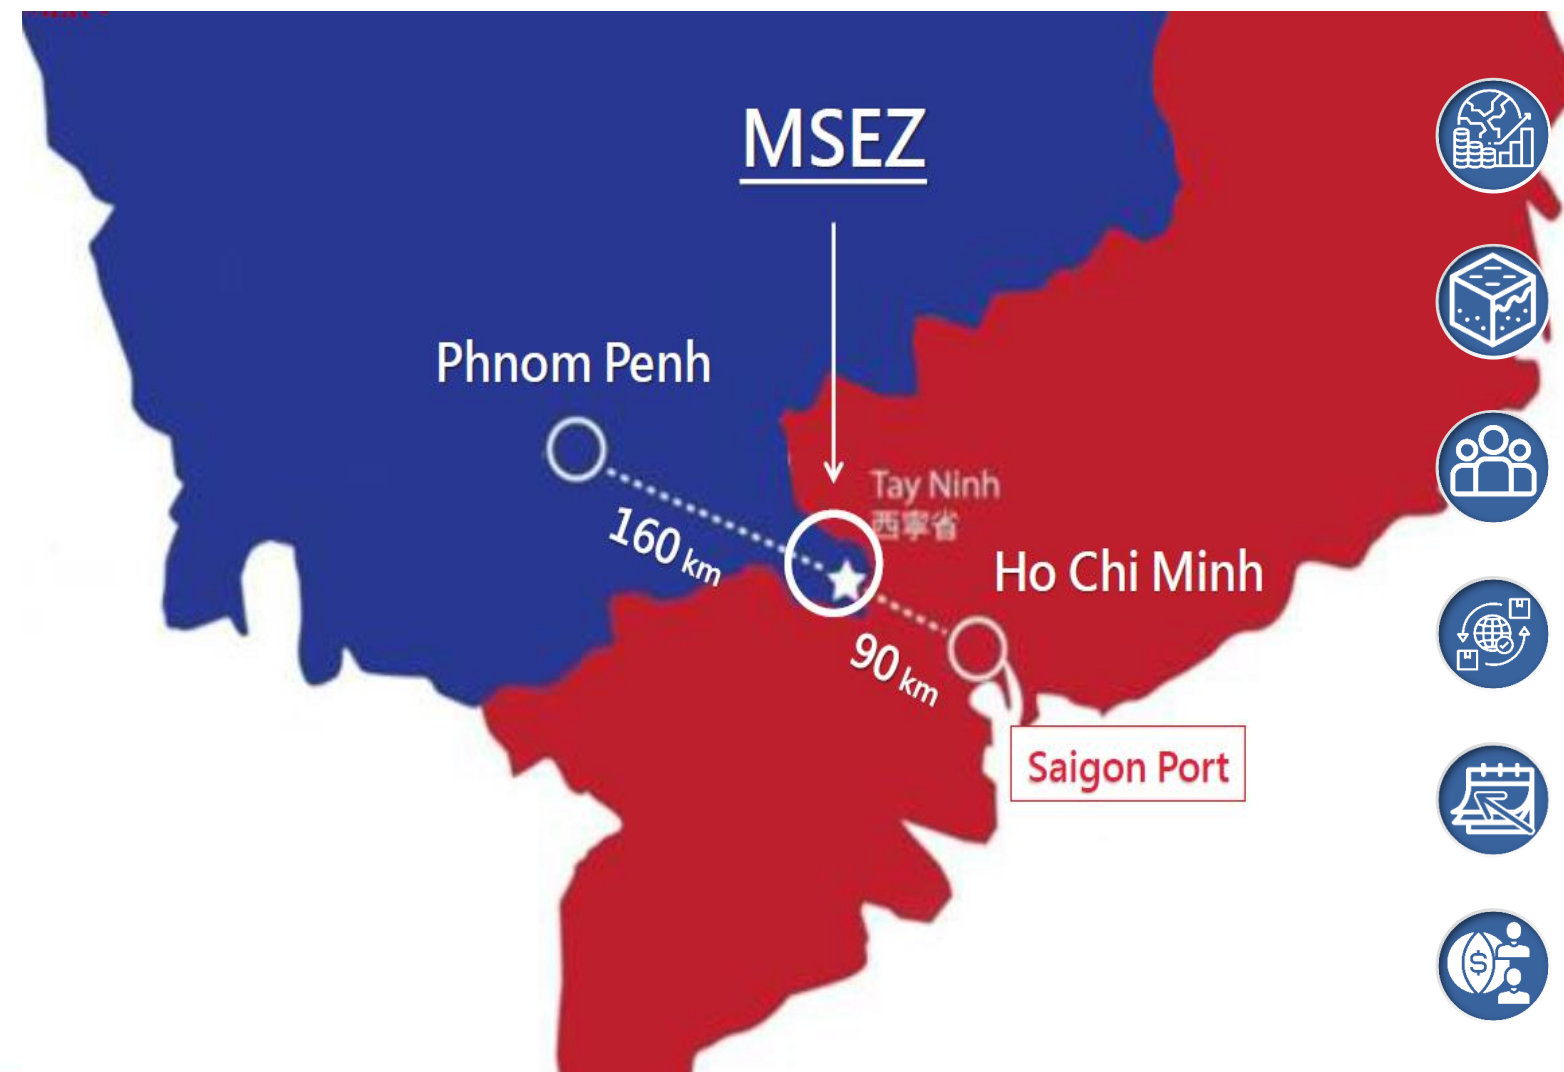 MSEZ
Phnom Penh
Tay Ninh
西寧省
160 km
Ho Chi Minh
90 km
Saigon Port
$